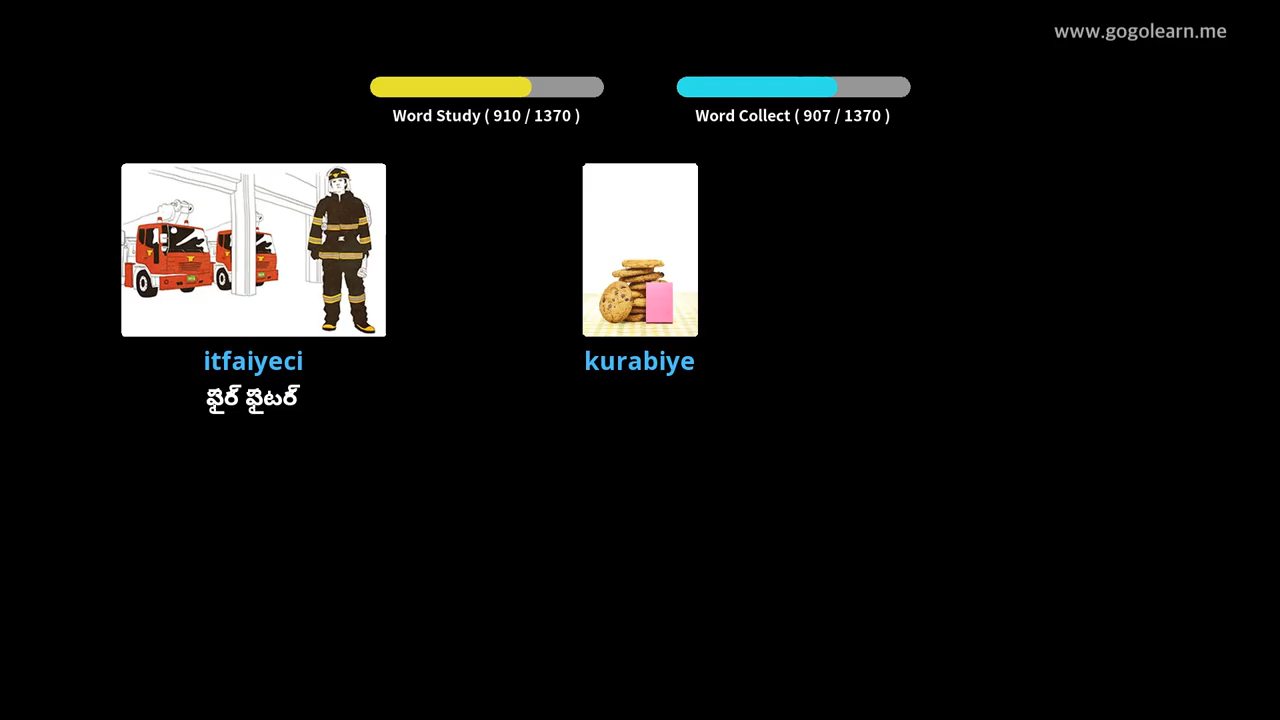 www.gogolearn.me
Word Study ( 910 / 1370 )
Word Collect ( 907 / 1370 )
itfaiyeci
kurabiye
ఫైర్ ఫైటర్